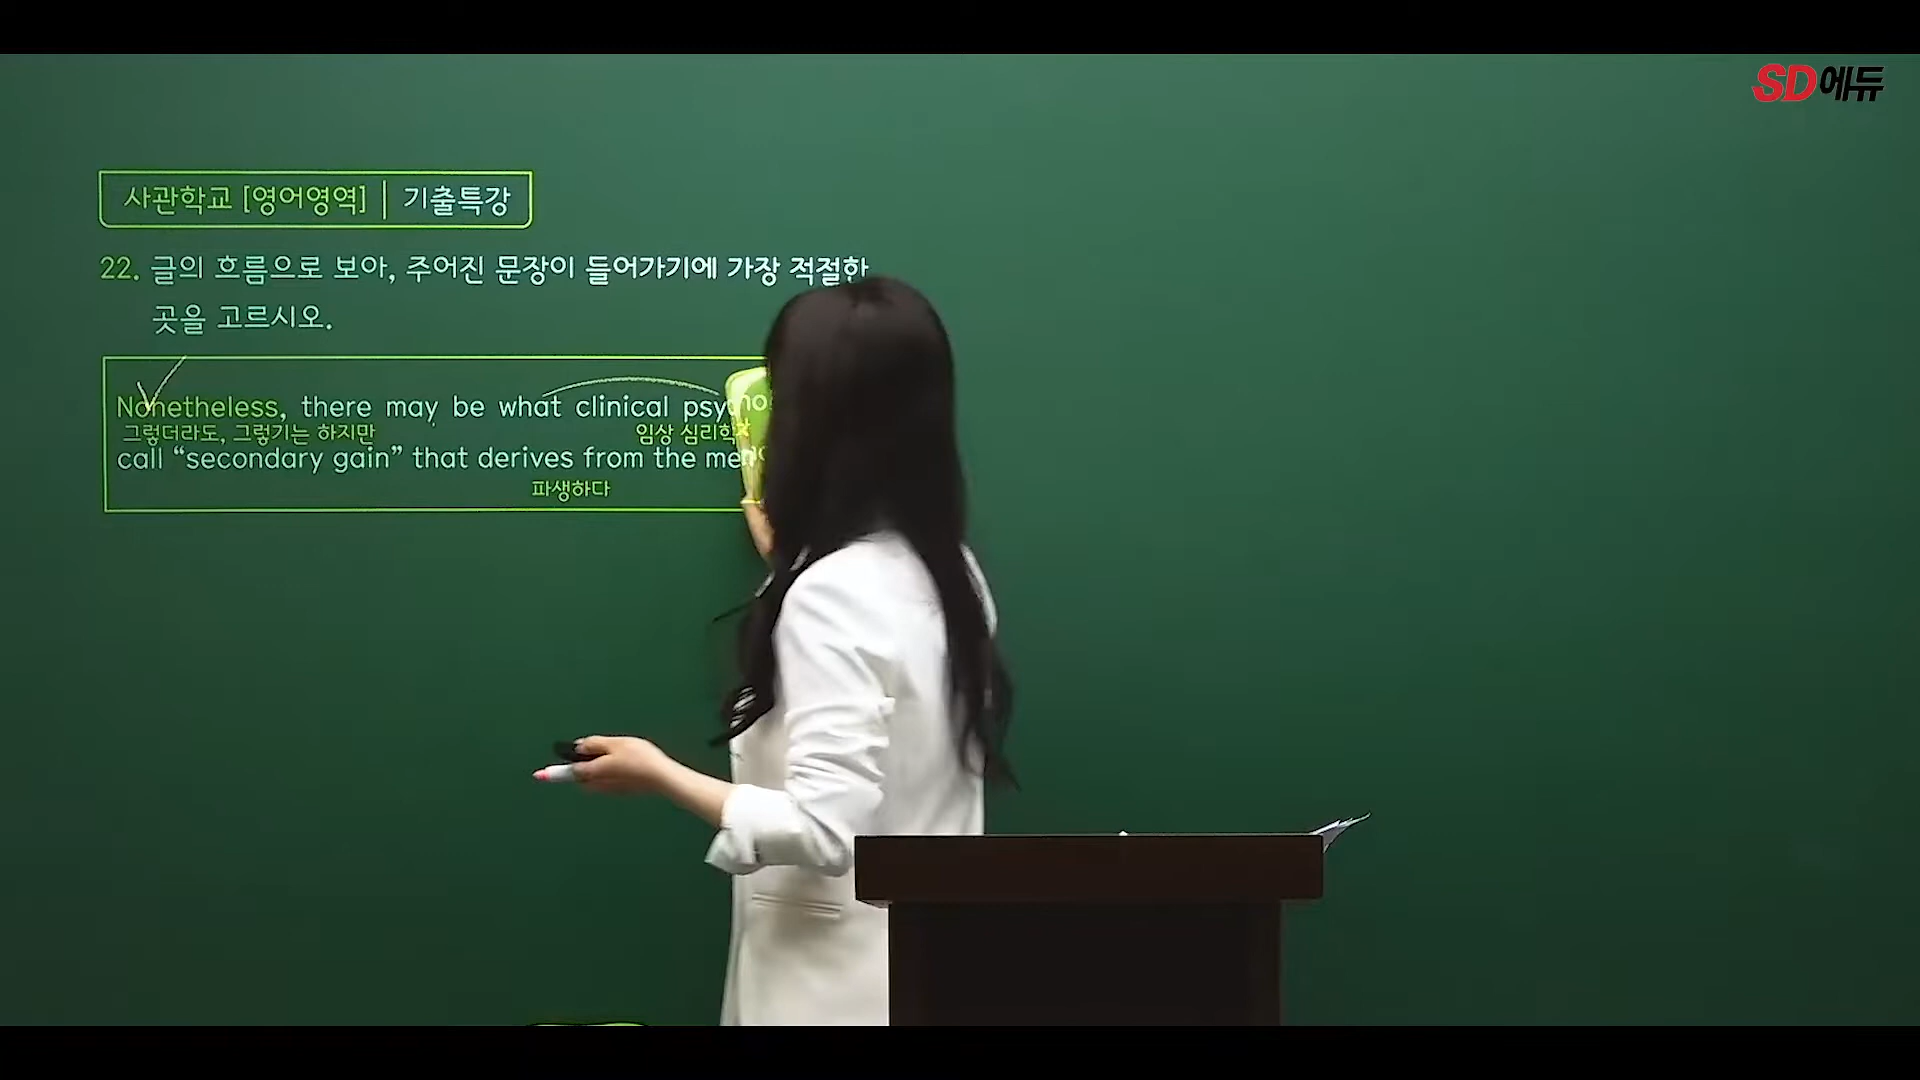 SD에듀
사관학교 [영어영역] | 기출특강
22. 글의 흐름으로 보아, 주어진 문장이 들어가기에 가장 적절한
곳을 고르시오.
Nonetheless, there may be what clinical
그렇더라도, 그렇기는 하지만 임상 심리학자
call “secondary gain” that derives from the
파생하다